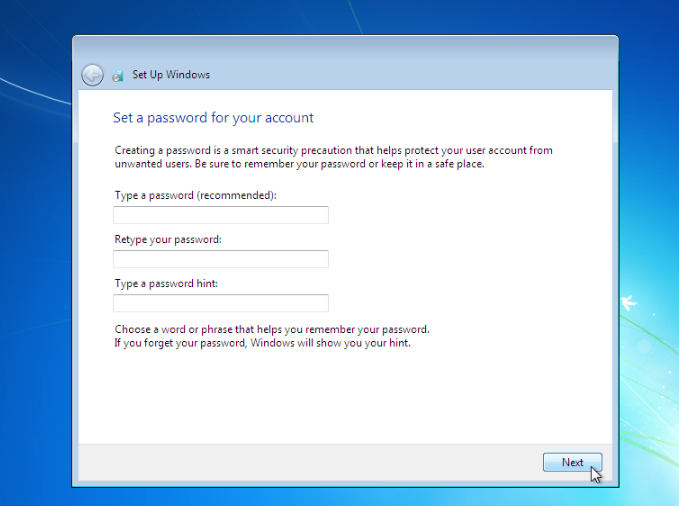 Set Up Windows
Set a password for your account
Creating a password is a smart security precaution that helps protect your user account from
unwanted users. Be sure to remember your password or keep it in a safe place.
Type a password (recommended):
Retype your password:
Type a password hint:
Choose a word or phrase that helps you remember your password.
If you forget your password, Windows will show you your hint.
Next